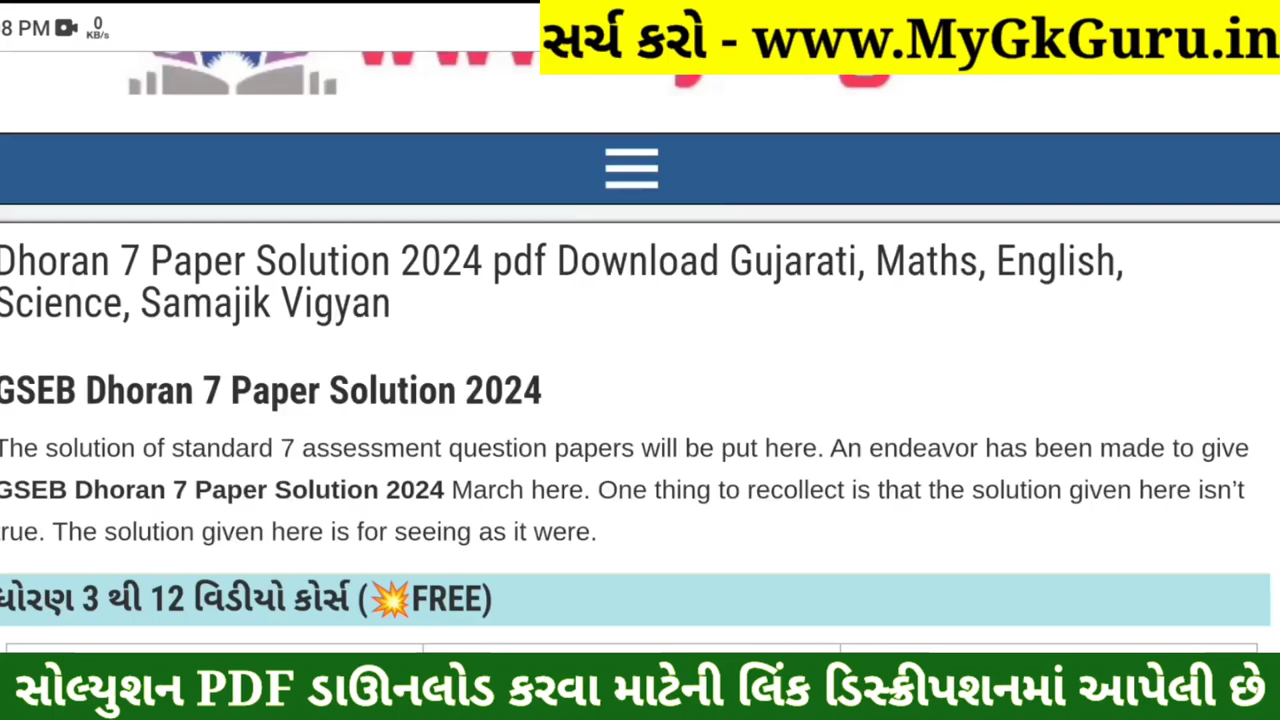 8 PM 0 KB/s
સર્ચ કરો - www.MyGkGuru.in
Dhoran 7 Paper Solution 2024 pdf Download Gujarati, Maths, English,
Science, Samajik Vigyan
GSEB Dhoran 7 Paper Solution 2024
The solution of standard 7 assessment question papers will be put here. An endeavor has been made to give
GSEB Dhoran 7 Paper Solution 2024 March here. One thing to recollect is that the solution given here isn't
true. The solution given here is for seeing as it were.
ધોરણ 3 થી 12 વિડીયો કોર્સ (💥FREE)
સોલ્યુશન PDF ડાઊનલોડ કરવા માટેની લિંક ડિસ્ક્રીપશનમાં આપેલી છે